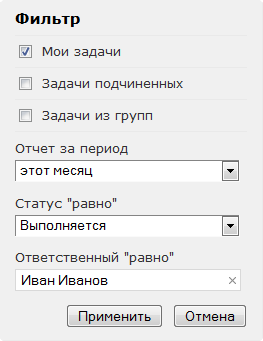 Фильтр
Мои задачи
Задачи подчиненных
Задачи из групп
Отчет за период
этот месяц
Статус "равно"
Выполняется
Ответственный "равно"
Иван Иванов
Применить Отмена